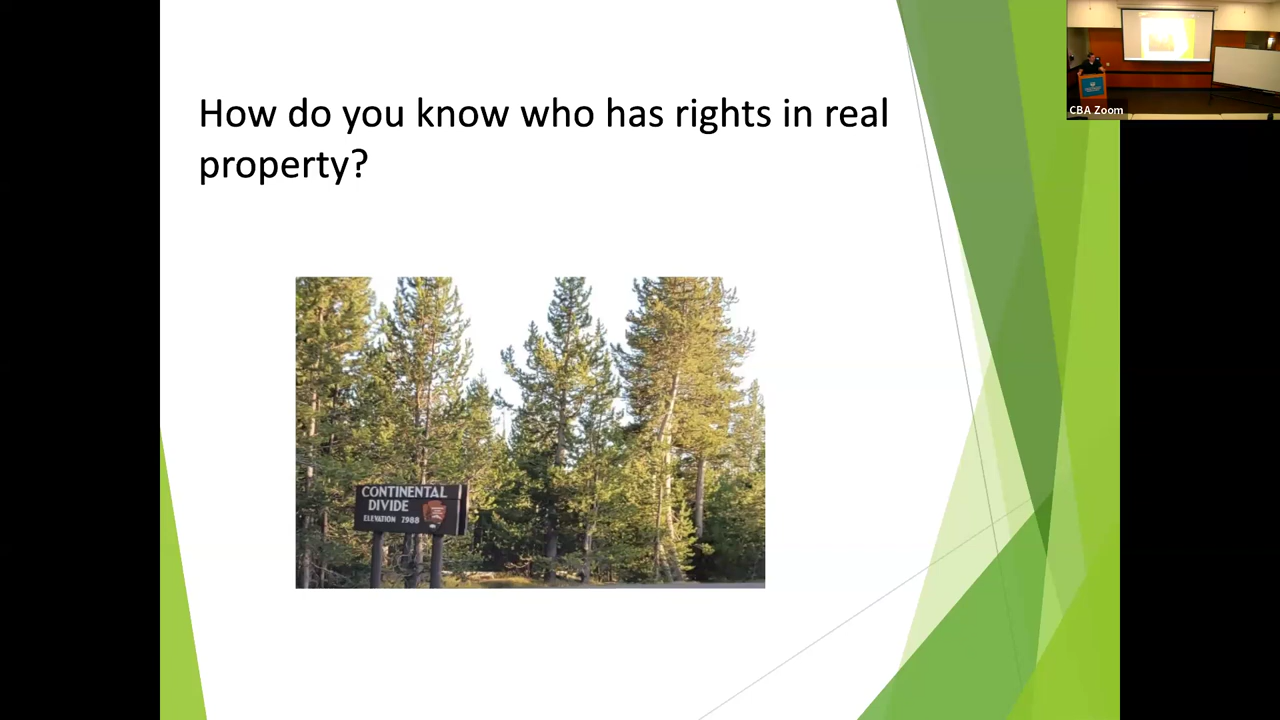 How do you know who has rights in real
property?
CONTINENTAL
DIVIDE
ELEVATION 7988
CBA Zoom